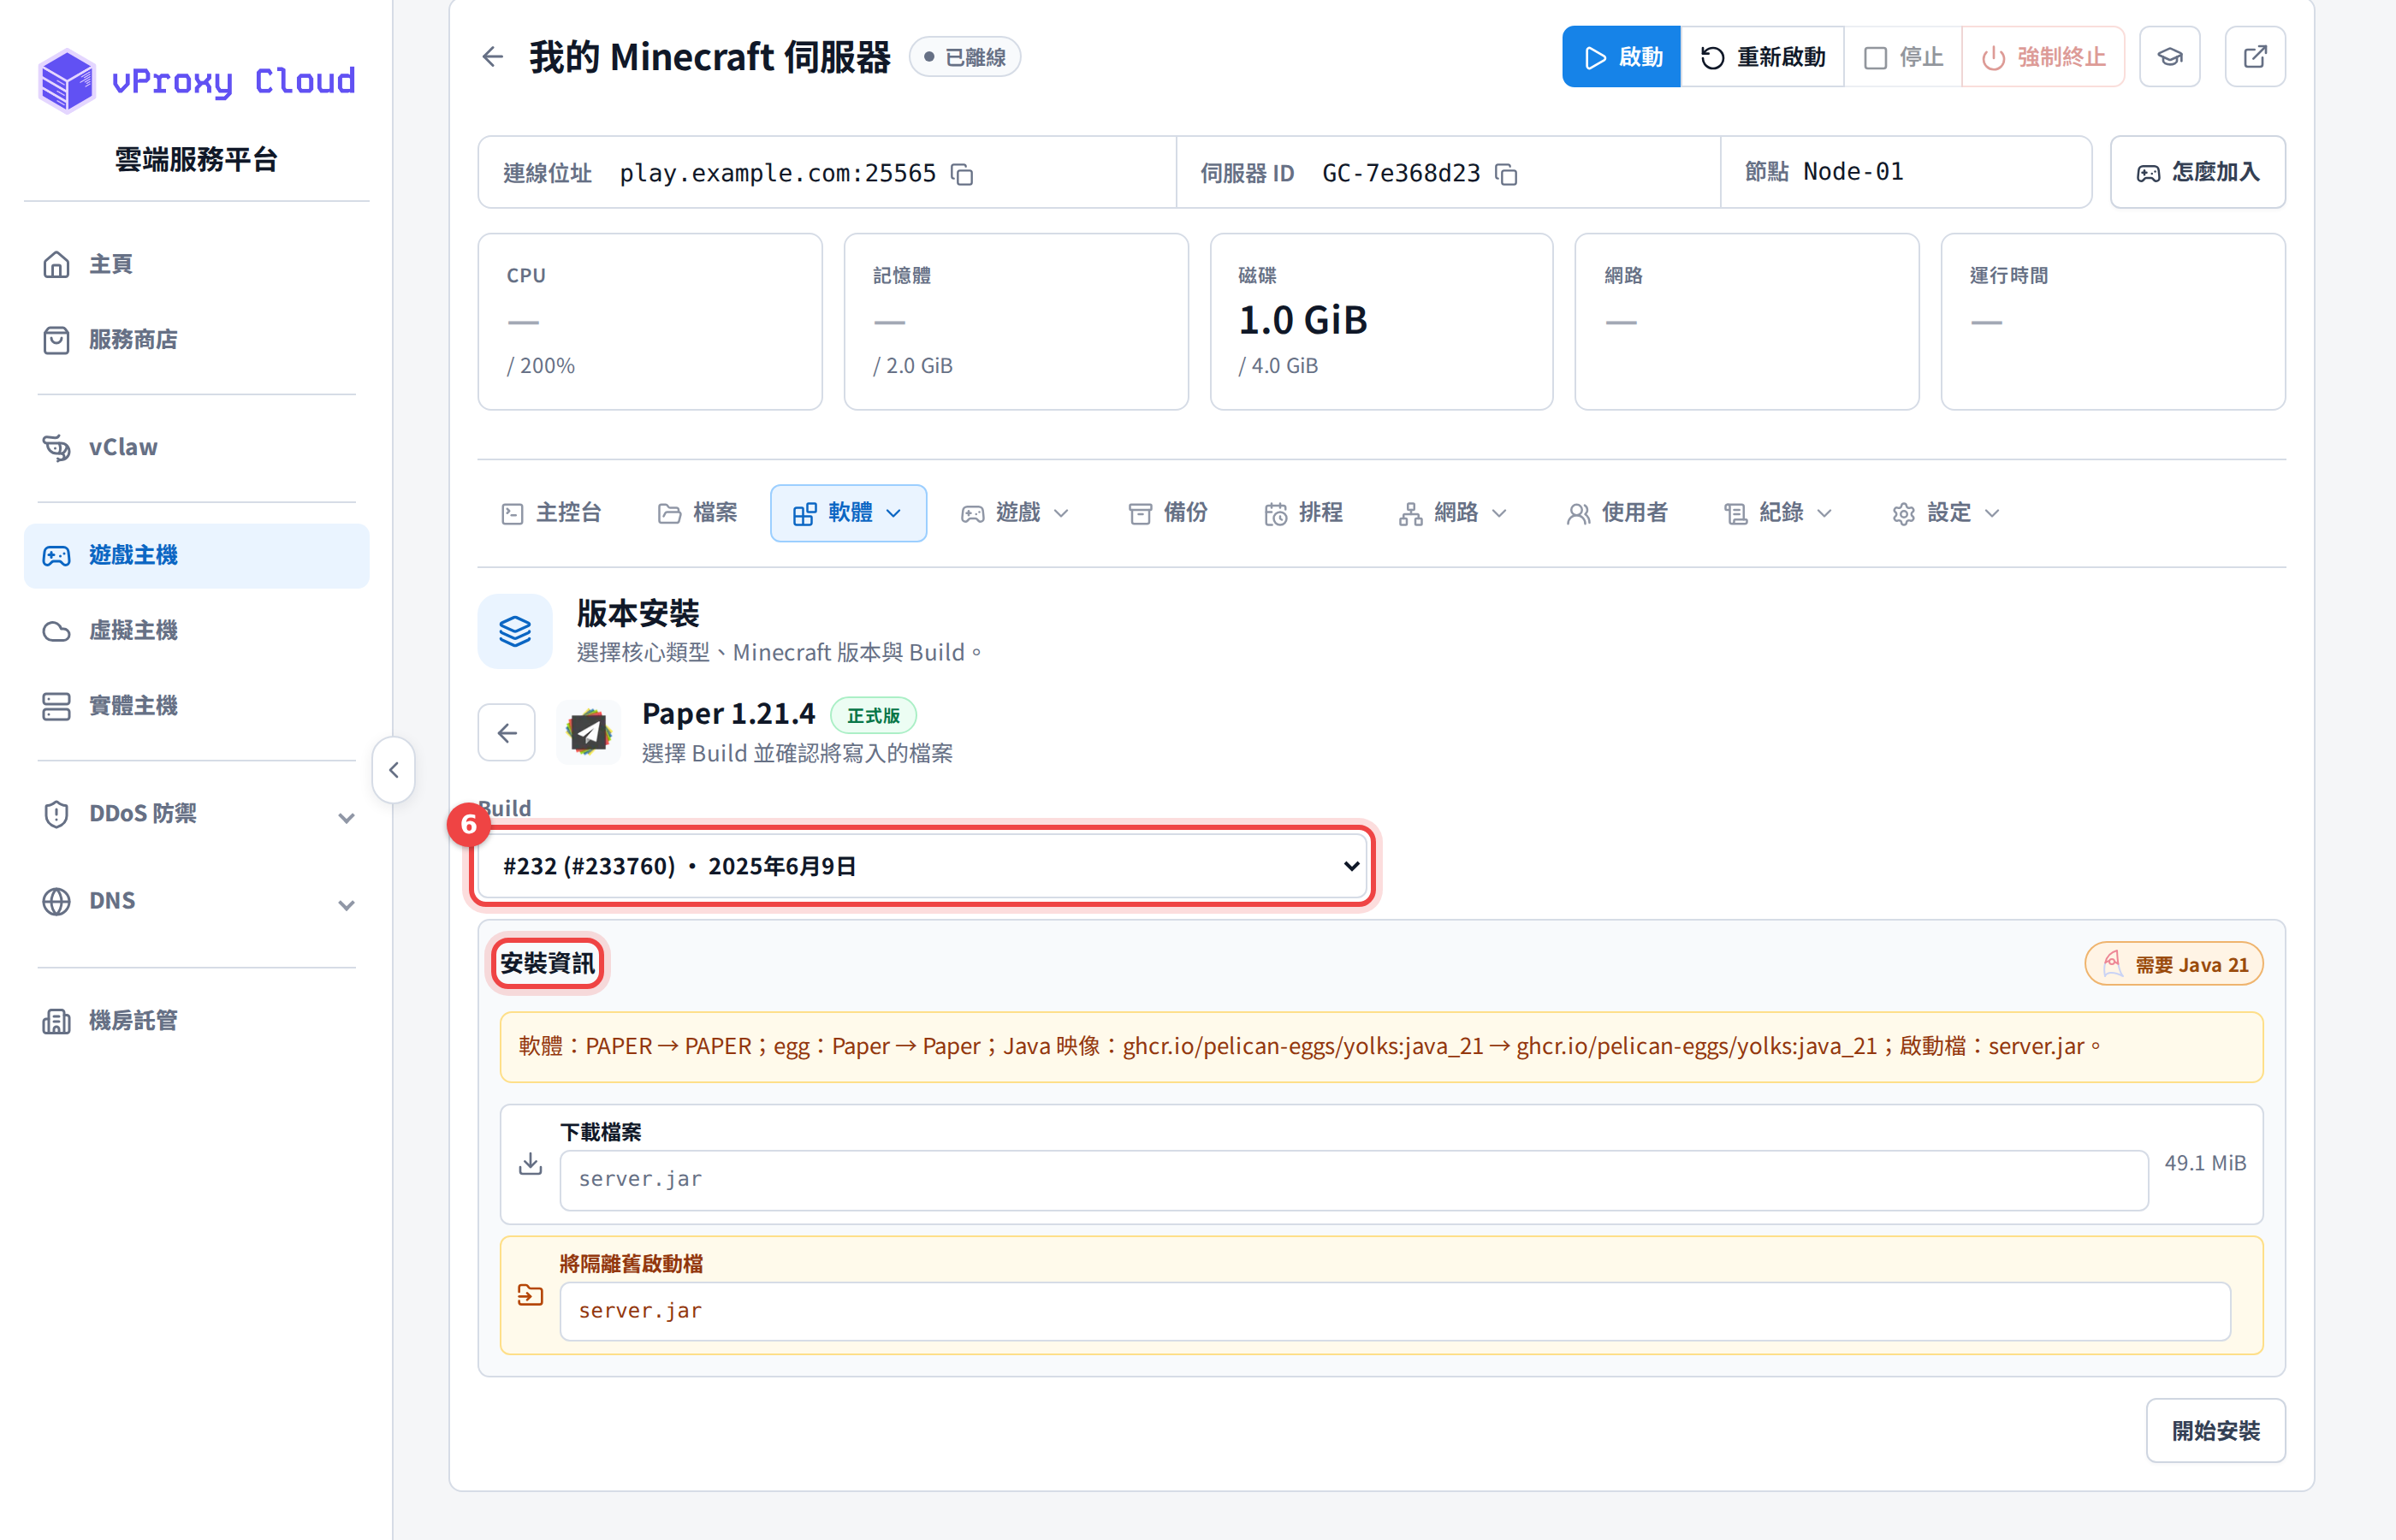 vProxy Cloud
雲端服務平台
主頁
服務商店
vClaw
遊戲主機
虛擬主機
實體主機
DDoS 防禦
DNS
機房託管
我的 Minecraft 伺服器 已離線
啟動 重新啟動 停止 強制終止
連線位址 play.example.com:25565 伺服器 ID GC-7e368d23 節點 Node-01 怎麼加入
CPU
—
/ 200%
記憶體
—
/ 2.0 GiB
磁碟
1.0 GiB
/ 4.0 GiB
網路
—
運行時間
—
主控台 檔案 軟體 遊戲 備份 排程 網路 使用者 紀錄 設定
版本安裝
選擇核心類型、Minecraft 版本與 Build。
Paper 1.21.4 正式版
選擇 Build 並確認將寫入的檔案
Build
6
#232 (#233760) • 2025年6月9日
安裝資訊 需要 Java 21
軟體：PAPER → PAPER；egg：Paper → Paper；Java 映像：ghcr.io/pelican-eggs/yolks:java_21 → ghcr.io/pelican-eggs/yolks:java_21；啟動檔：server.jar。
下載檔案
server.jar 49.1 MiB
將隔離舊啟動檔
server.jar
開始安裝